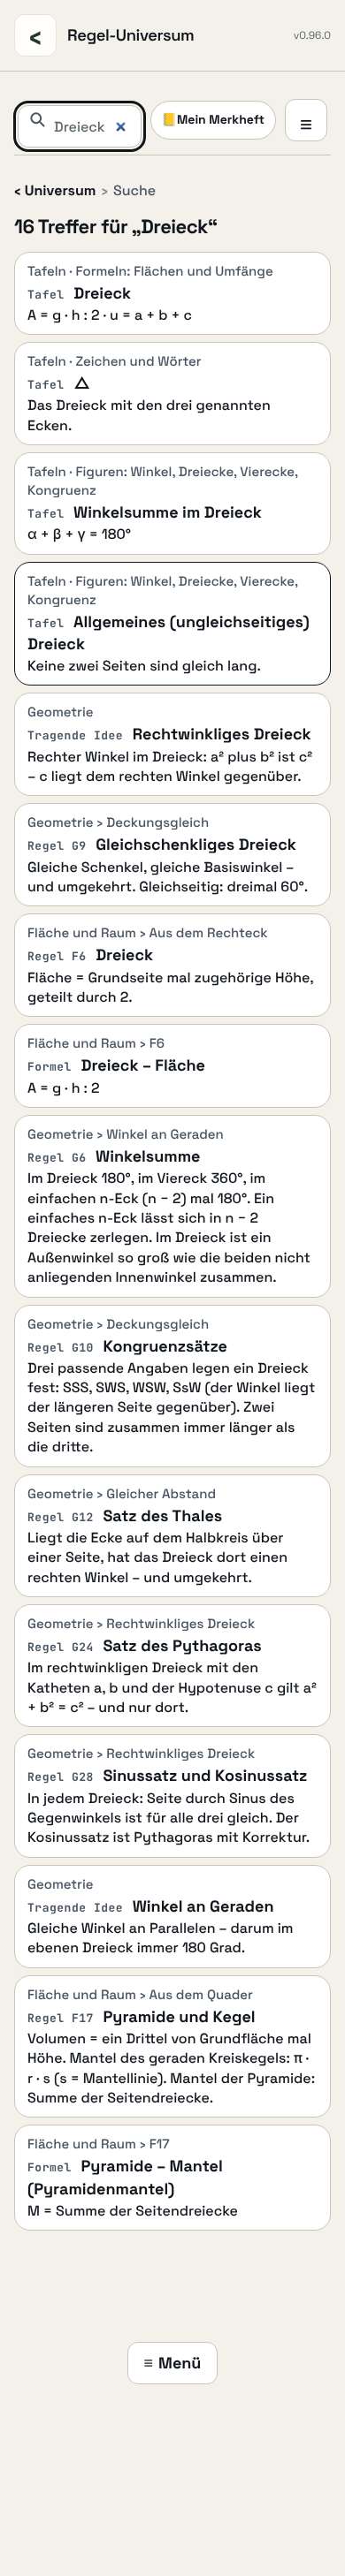 ‹ Regel-Universum v0.96.0
Dreieck × 📒Mein Merkheft ≡
‹ Universum > Suche
16 Treffer für „Dreieck“
Tafeln · Formeln: Flächen und Umfänge
Tafel Dreieck
A = g · h : 2 · u = a + b + c
Tafeln · Zeichen und Wörter
Tafel △
Das Dreieck mit den drei genannten
Ecken.
Tafeln · Figuren: Winkel, Dreiecke, Vierecke,
Kongruenz
Tafel Winkelsumme im Dreieck
α + β + γ = 180°
Tafeln · Figuren: Winkel, Dreiecke, Vierecke,
Kongruenz
Tafel Allgemeines (ungleichseitiges)
Dreieck
Keine zwei Seiten sind gleich lang.
Geometrie
Tragende Idee Rechtwinkliges Dreieck
Rechter Winkel im Dreieck: a² plus b² ist c²
– c liegt dem rechten Winkel gegenüber.
Geometrie › Deckungsgleich
Regel G9 Gleichschenkliges Dreieck
Gleiche Schenkel, gleiche Basiswinkel –
und umgekehrt. Gleichseitig: dreimal 60°.
Fläche und Raum › Aus dem Rechteck
Regel F6 Dreieck
Fläche = Grundseite mal zugehörige Höhe,
geteilt durch 2.
Fläche und Raum › F6
Formel Dreieck – Fläche
A = g · h : 2
Geometrie › Winkel an Geraden
Regel G6 Winkelsumme
Im Dreieck 180°, im Viereck 360°, im
einfachen n-Eck (n − 2) mal 180°. Ein
einfaches n-Eck lässt sich in n − 2
Dreiecke zerlegen. Im Dreieck ist ein
Außenwinkel so groß wie die beiden nicht
anliegenden Innenwinkel zusammen.
Geometrie › Deckungsgleich
Regel G10 Kongruenzsätze
Drei passende Angaben legen ein Dreieck
fest: SSS, SWS, WSW, SsW (der Winkel liegt
der längeren Seite gegenüber). Zwei
Seiten sind zusammen immer länger als
die dritte.
Geometrie › Gleicher Abstand
Regel G12 Satz des Thales
Liegt die Ecke auf dem Halbkreis über
einer Seite, hat das Dreieck dort einen
rechten Winkel – und umgekehrt.
Geometrie › Rechtwinkliges Dreieck
Regel G24 Satz des Pythagoras
Im rechtwinkligen Dreieck mit den
Katheten a, b und der Hypotenuse c gilt a²
+ b² = c² – und nur dort.
Geometrie › Rechtwinkliges Dreieck
Regel G28 Sinussatz und Kosinussatz
In jedem Dreieck: Seite durch Sinus des
Gegenwinkels ist für alle drei gleich. Der
Kosinussatz ist Pythagoras mit Korrektur.
Geometrie
Tragende Idee Winkel an Geraden
Gleiche Winkel an Parallelen – darum im
ebenen Dreieck immer 180 Grad.
Fläche und Raum › Aus dem Quader
Regel F17 Pyramide und Kegel
Volumen = ein Drittel von Grundfläche mal
Höhe. Mantel des geraden Kreiskegels: π ·
r · s (s = Mantellinie). Mantel der Pyramide:
Summe der Seitendreiecke.
Fläche und Raum › F17
Formel Pyramide – Mantel
(Pyramidenmantel)
M = Summe der Seitendreiecke
≡ Menü